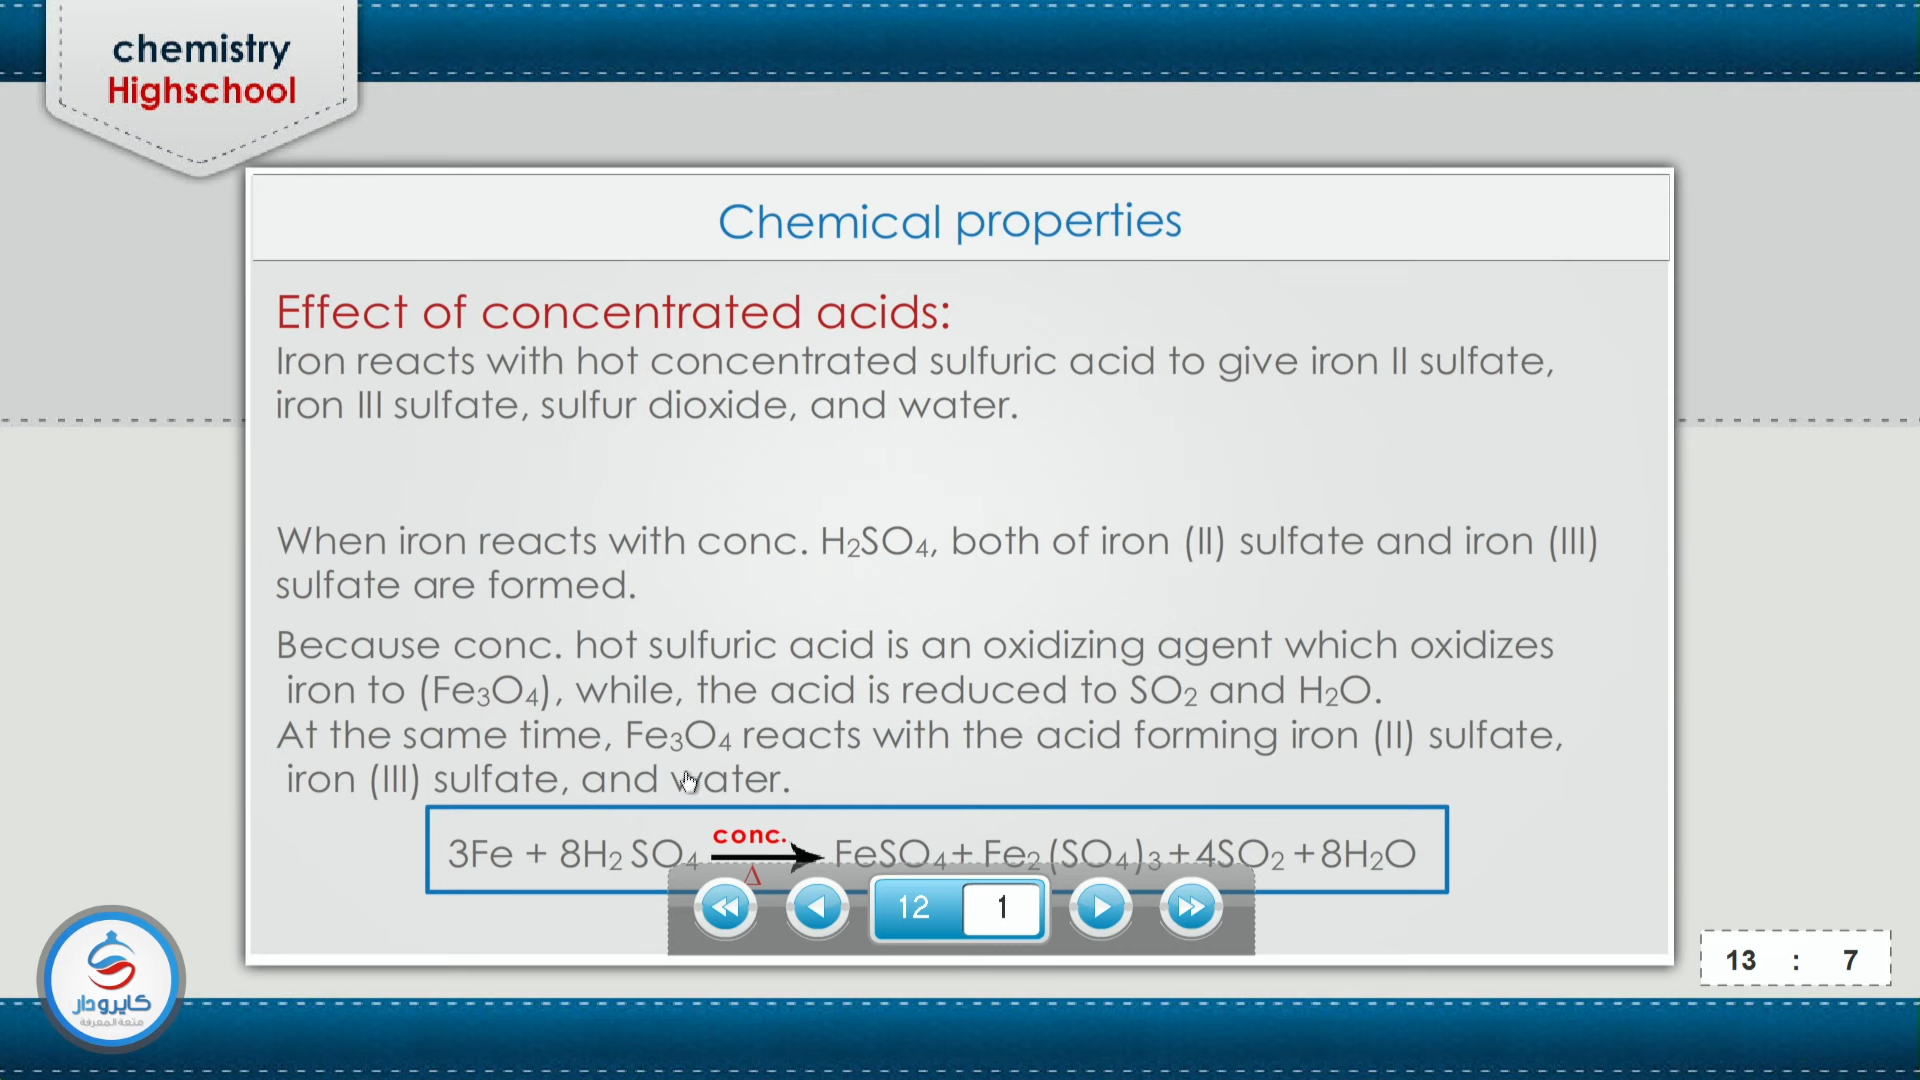 chemistry
Highschool
Chemical properties
Effect of concentrated acids:
Iron reacts with hot concentrated sulfuric acid to give iron II sulfate,
iron III sulfate, sulfur dioxide, and water.
When iron reacts with conc. H₂SO₄, both of iron (II) sulfate and iron (III)
sulfate are formed.
Because conc. hot sulfuric acid is an oxidizing agent which oxidizes
iron to (Fe₃O₄), while, the acid is reduced to SO₂ and H₂O.
At the same time, Fe₃O₄ reacts with the acid forming iron (II) sulfate,
iron (III) sulfate, and water.
conc.
3Fe + 8H₂ SO₄ → FeSO₄ + Fe₂ (SO₄)₃ + 4SO₂ + 8H₂O
Δ
12 1
13 : 7
كايرودار
متعة المعرفة